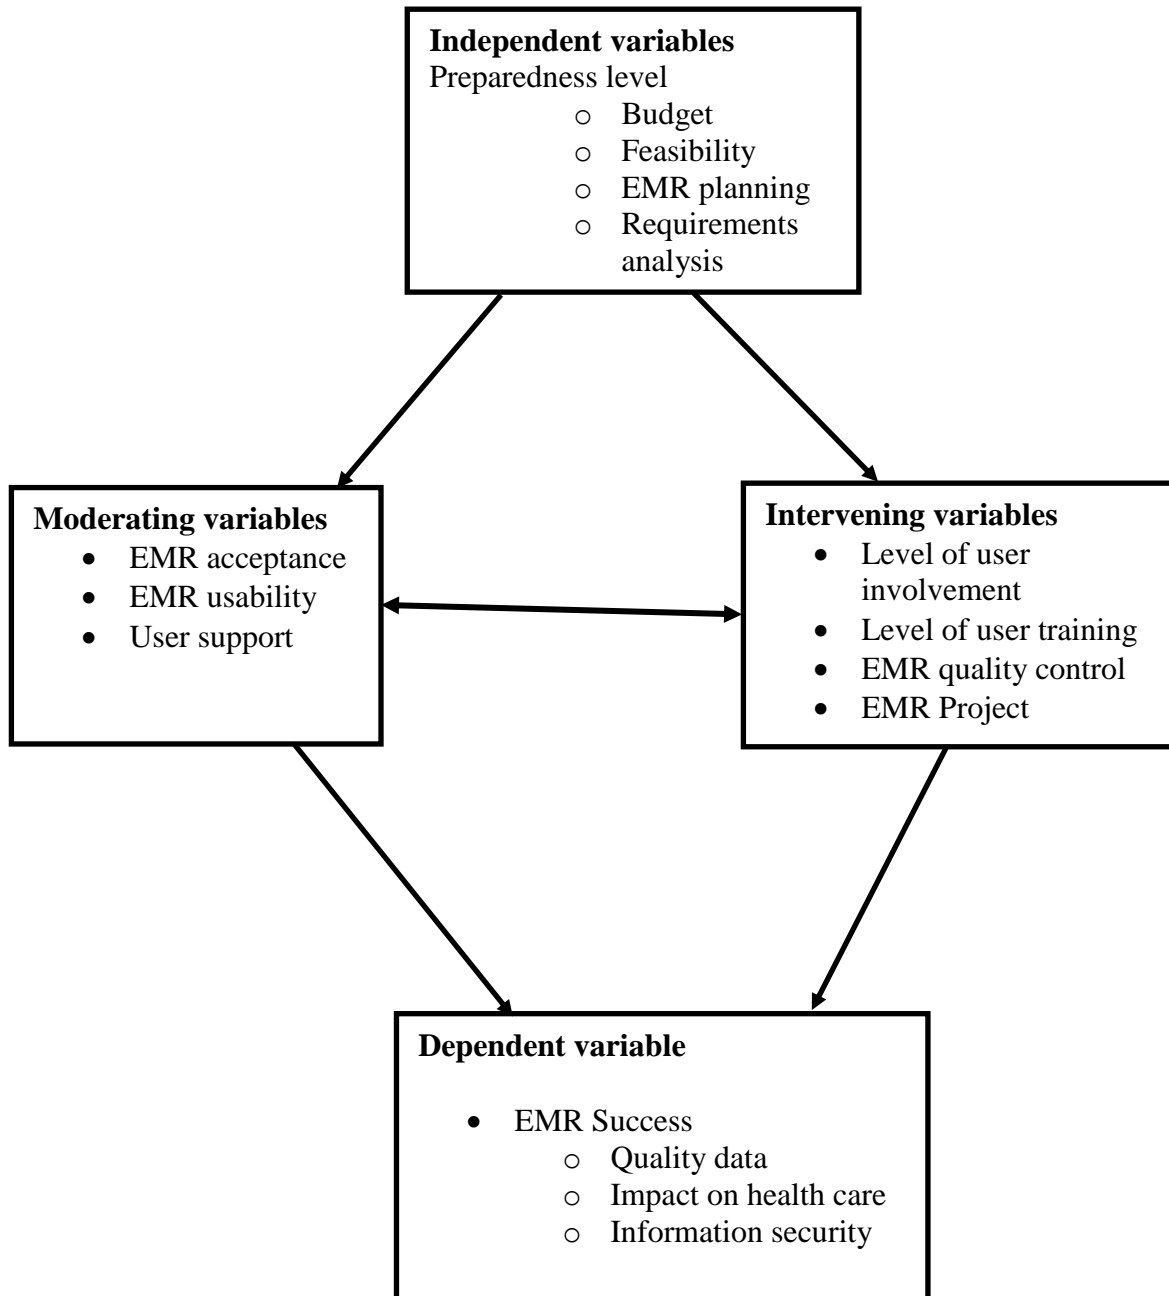 Independent variables
Preparedness level
o Budget
o Feasibility
o EMR planning
o Requirements
analysis
Moderating variables
• EMR acceptance
• EMR usability
• User support
Intervening variables
• Level of user
involvement
• Level of user training
• EMR quality control
• EMR Project
Dependent variable
• EMR Success
o Quality data
o Impact on health care
o Information security